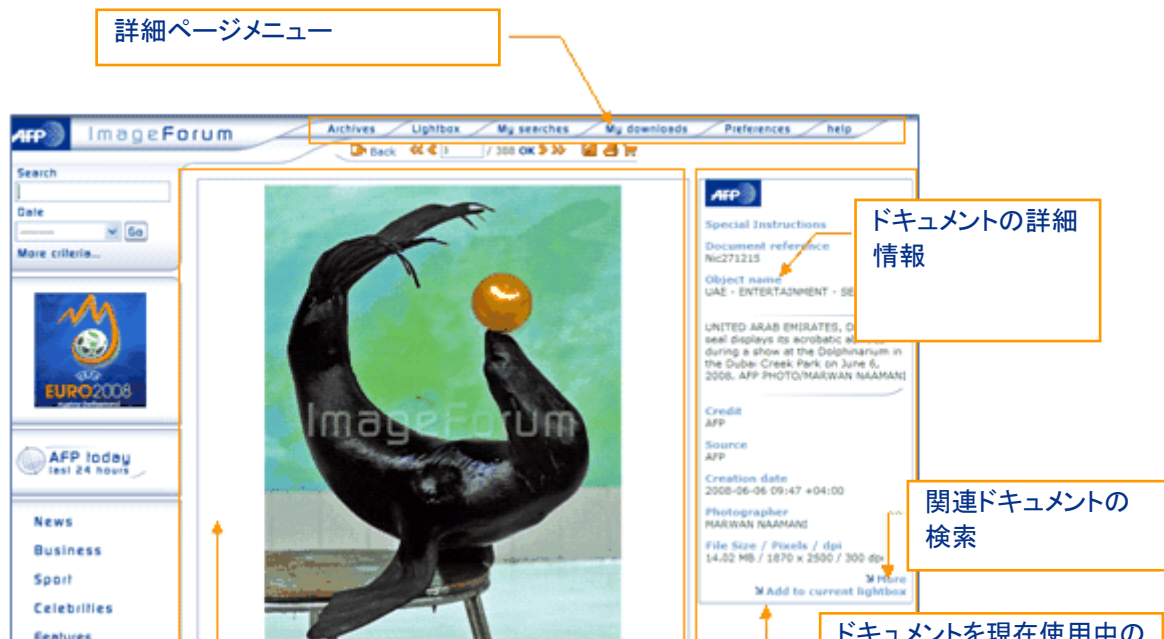 詳細ページメニュー
AFP ImageForum
Archives Lightbox My searches My downloads Preferences help
Back / 388 OK
Search
Date
Go
More criteria...
EURO2008
AFP today
last 24 hours
News
Business
Sport
Celebrities
Features
ImageForum
AFP
Special Instructions
Document reference
Nic271215
Object name
UAE - ENTERTAINMENT - SE
ドキュメントの詳細
情報
UNITED ARAB EMIRATES, D
seal displays its acrobatic
during a show at the Dolphinarium in
the Dubai Creek Park on June 6,
2008. AFP PHOTO/MARWAN NAAMANI
Credit
AFP
Source
AFP
Creation date
2008-06-06 09:47 +04:00
Photographer
MARWAN NAAMANI
File Size / Pixels / dpi
14.02 MB / 1870 x 2500 / 300 dpi
More
Add to current lightbox
関連ドキュメントの
検索
ドキュメントを現在使用中の